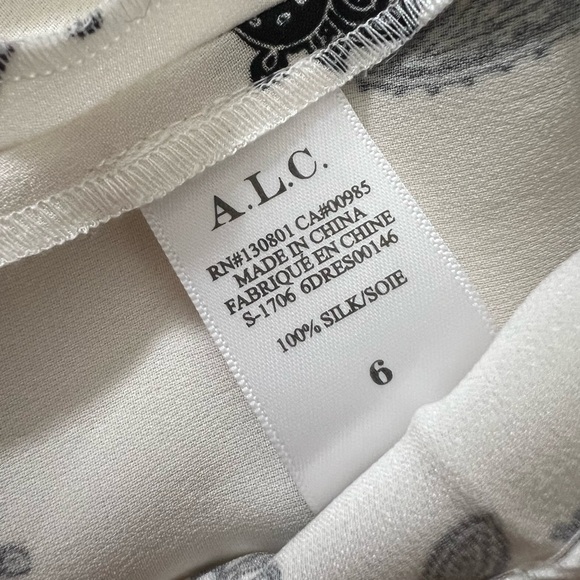 A.L.C.
RN#130801 CA#00985
MADE IN CHINA
FABRIQUÉ EN CHINE
S-1706 6DRES00146
100% SILK/SOIE
6